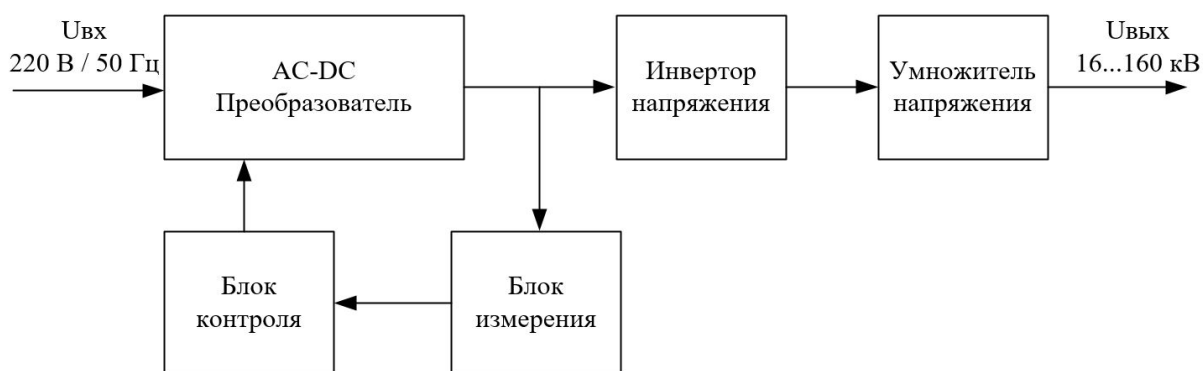 Uвх
220 В / 50 Гц
AC-DC
Преобразователь
Инвертор
напряжения
Умножитель
напряжения
Uвых
16...160 кВ
Блок
контроля
Блок
измерения